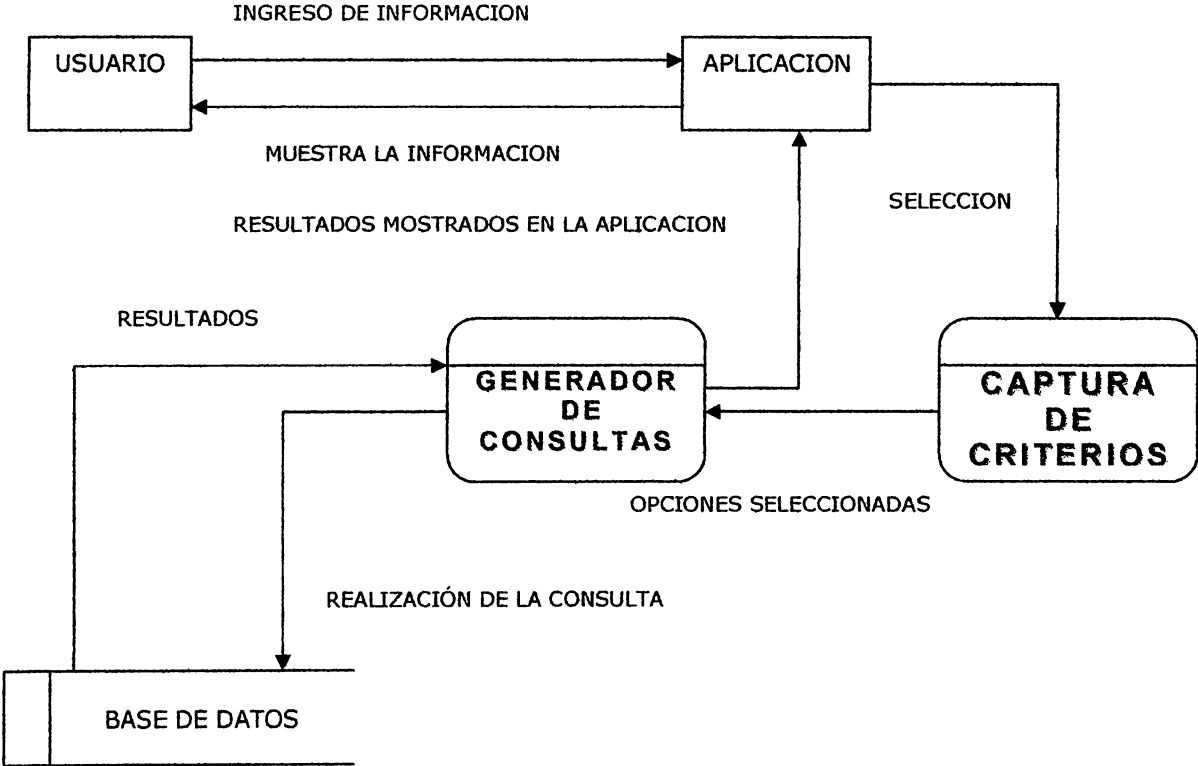 INGRESO DE INFORMACION
USUARIO
APLICACION
MUESTRA LA INFORMACION
SELECCION
RESULTADOS MOSTRADOS EN LA APLICACION
RESULTADOS
GENERADOR
DE
CONSULTAS
CAPTURA
DE
CRITERIOS
OPCIONES SELECCIONADAS
REALIZACIÓN DE LA CONSULTA
BASE DE DATOS